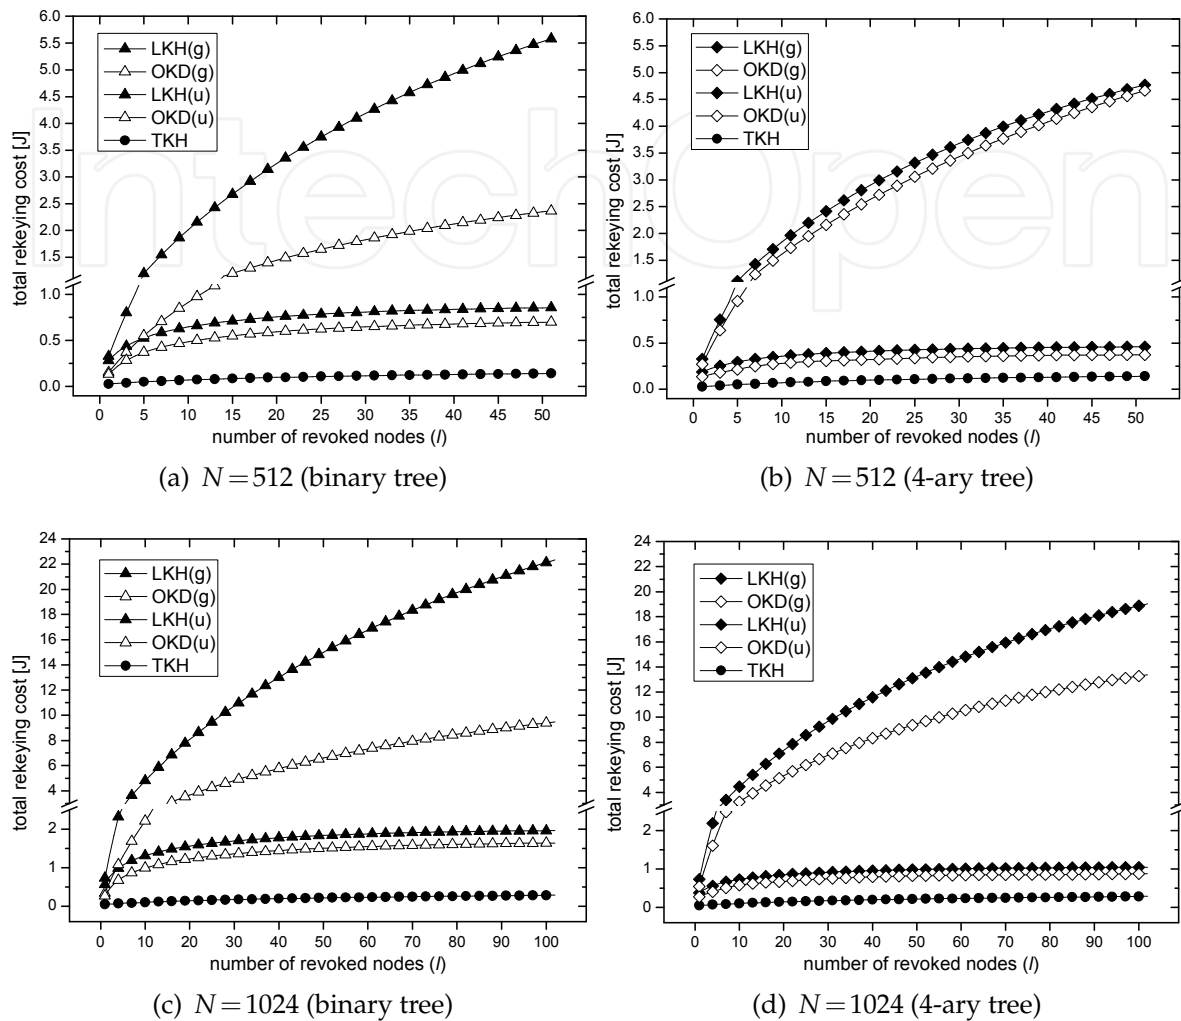 6.0
5.5
5.0
4.5
4.0
3.5
3.0
2.5
2.0
1.5
1.0
0.5
0.0
total rekeying cost [J]
LKH(g)
OKD(g)
LKH(u)
OKD(u)
TKH
0 5 10 15 20 25 30 35 40 45 50
number of revoked nodes (l)
(a) N=512 (binary tree)
6.0
5.5
5.0
4.5
4.0
3.5
3.0
2.5
2.0
1.5
1.0
0.5
0.0
total rekeying cost [J]
LKH(g)
OKD(g)
LKH(u)
OKD(u)
TKH
0 5 10 15 20 25 30 35 40 45 50
number of revoked nodes (l)
(b) N=512 (4-ary tree)
IntechOpen
24
22
20
18
16
14
12
10
8
6
4
2
1
0
total rekeying cost [J]
LKH(g)
OKD(g)
LKH(u)
OKD(u)
TKH
0 10 20 30 40 50 60 70 80 90 100
number of revoked nodes (l)
(c) N=1024 (binary tree)
24
22
20
18
16
14
12
10
8
6
4
2
1
0
total rekeying cost [J]
LKH(g)
OKD(g)
LKH(u)
OKD(u)
TKH
0 10 20 30 40 50 60 70 80 90 100
number of revoked nodes (l)
(d) N=1024 (4-ary tree)